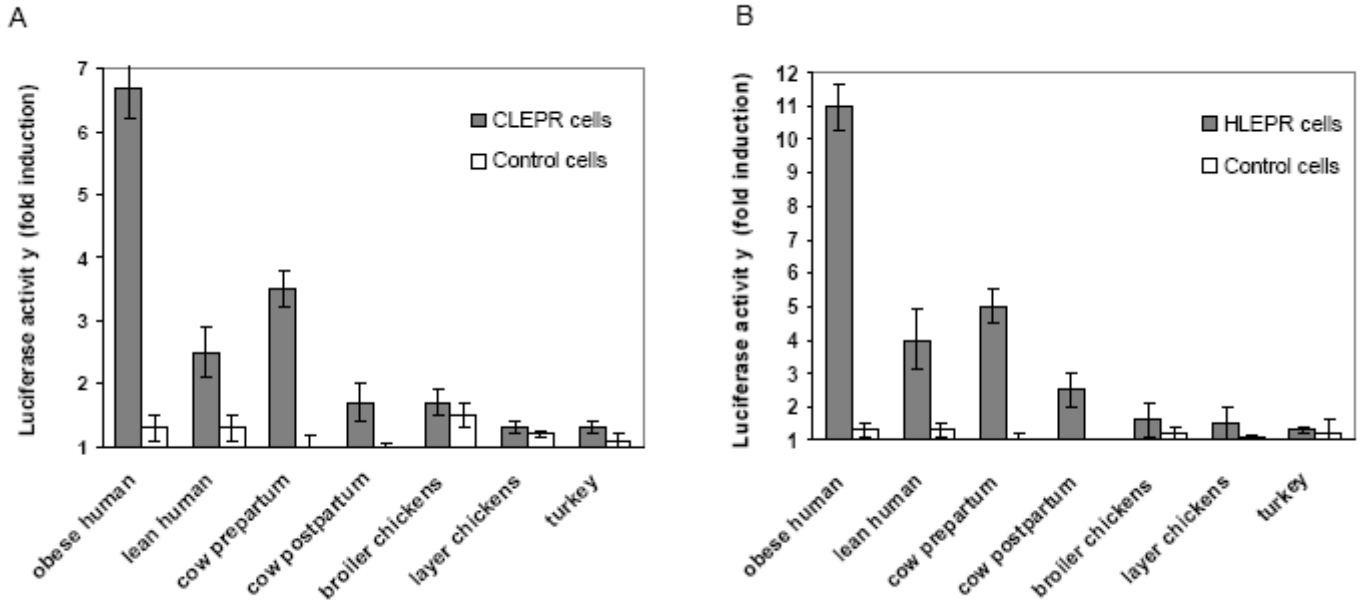 A
Luciferase activit y (fold induction)
7
6
5
4
3
2
1
CLEPR cells
Control cells
obese human
lean human
cow prepartum
cow postpartum
broiler chickens
layer chickens
turkey
B
Luciferase activit y (fold induction)
12
11
10
9
8
7
6
5
4
3
2
1
HLEPR cells
Control cells
obese human
lean human
cow prepartum
cow postpartum
broiler chickens
layer chickens
turkey